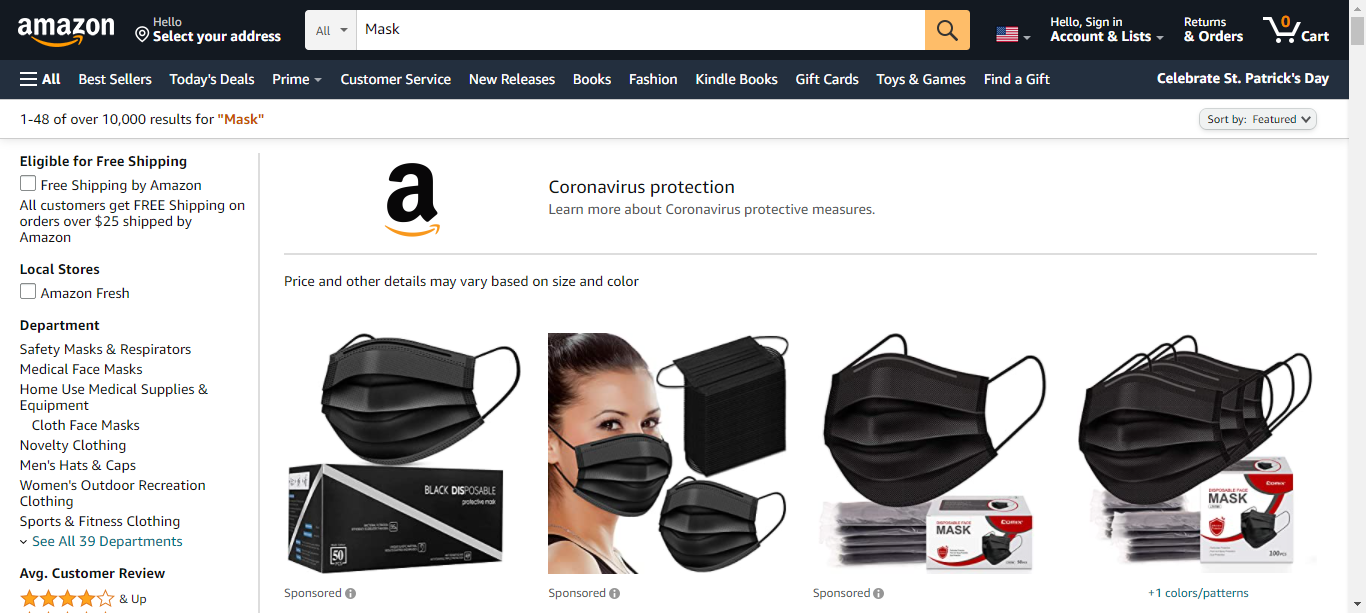 amazon
Hello
Select your address
All
Mask
Hello, Sign in
Account & Lists
Returns
& Orders
0
Cart
All
Best Sellers
Today's Deals
Prime
Customer Service
New Releases
Books
Fashion
Kindle Books
Gift Cards
Toys & Games
Find a Gift
Celebrate St. Patrick's Day
1-48 of over 10,000 results for "Mask"
Sort by: Featured
Eligible for Free Shipping
Free Shipping by Amazon
All customers get FREE Shipping on
orders over $25 shipped by
Amazon
Local Stores
Amazon Fresh
Department
Safety Masks & Respirators
Medical Face Masks
Home Use Medical Supplies &
Equipment
Cloth Face Masks
Novelty Clothing
Men's Hats & Caps
Women's Outdoor Recreation
Clothing
Sports & Fitness Clothing
See All 39 Departments
Avg. Customer Review
& Up
a
Coronavirus protection
Learn more about Coronavirus protective measures.
Price and other details may vary based on size and color
BLACK DISPOSABLE
protective mask
50
Sponsored
Sponsored
DISPOSABLE FACE
MASK
Comix
Sponsored
DISPOSABLE FACE
MASK
Comix
100PCS
+1 colors/patterns